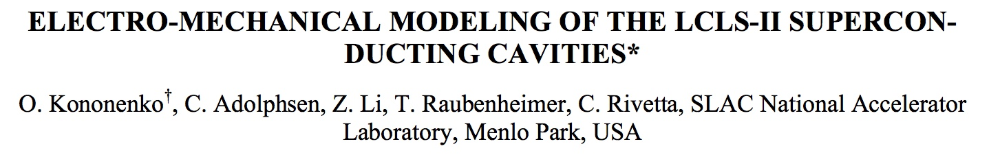 ELECTRO-MECHANICAL MODELING OF THE LCLS-II SUPERCON-
DUCTING CAVITIES*
O. Kononenko†, C. Adolphsen, Z. Li, T. Raubenheimer, C. Rivetta, SLAC National Accelerator
Laboratory, Menlo Park, USA